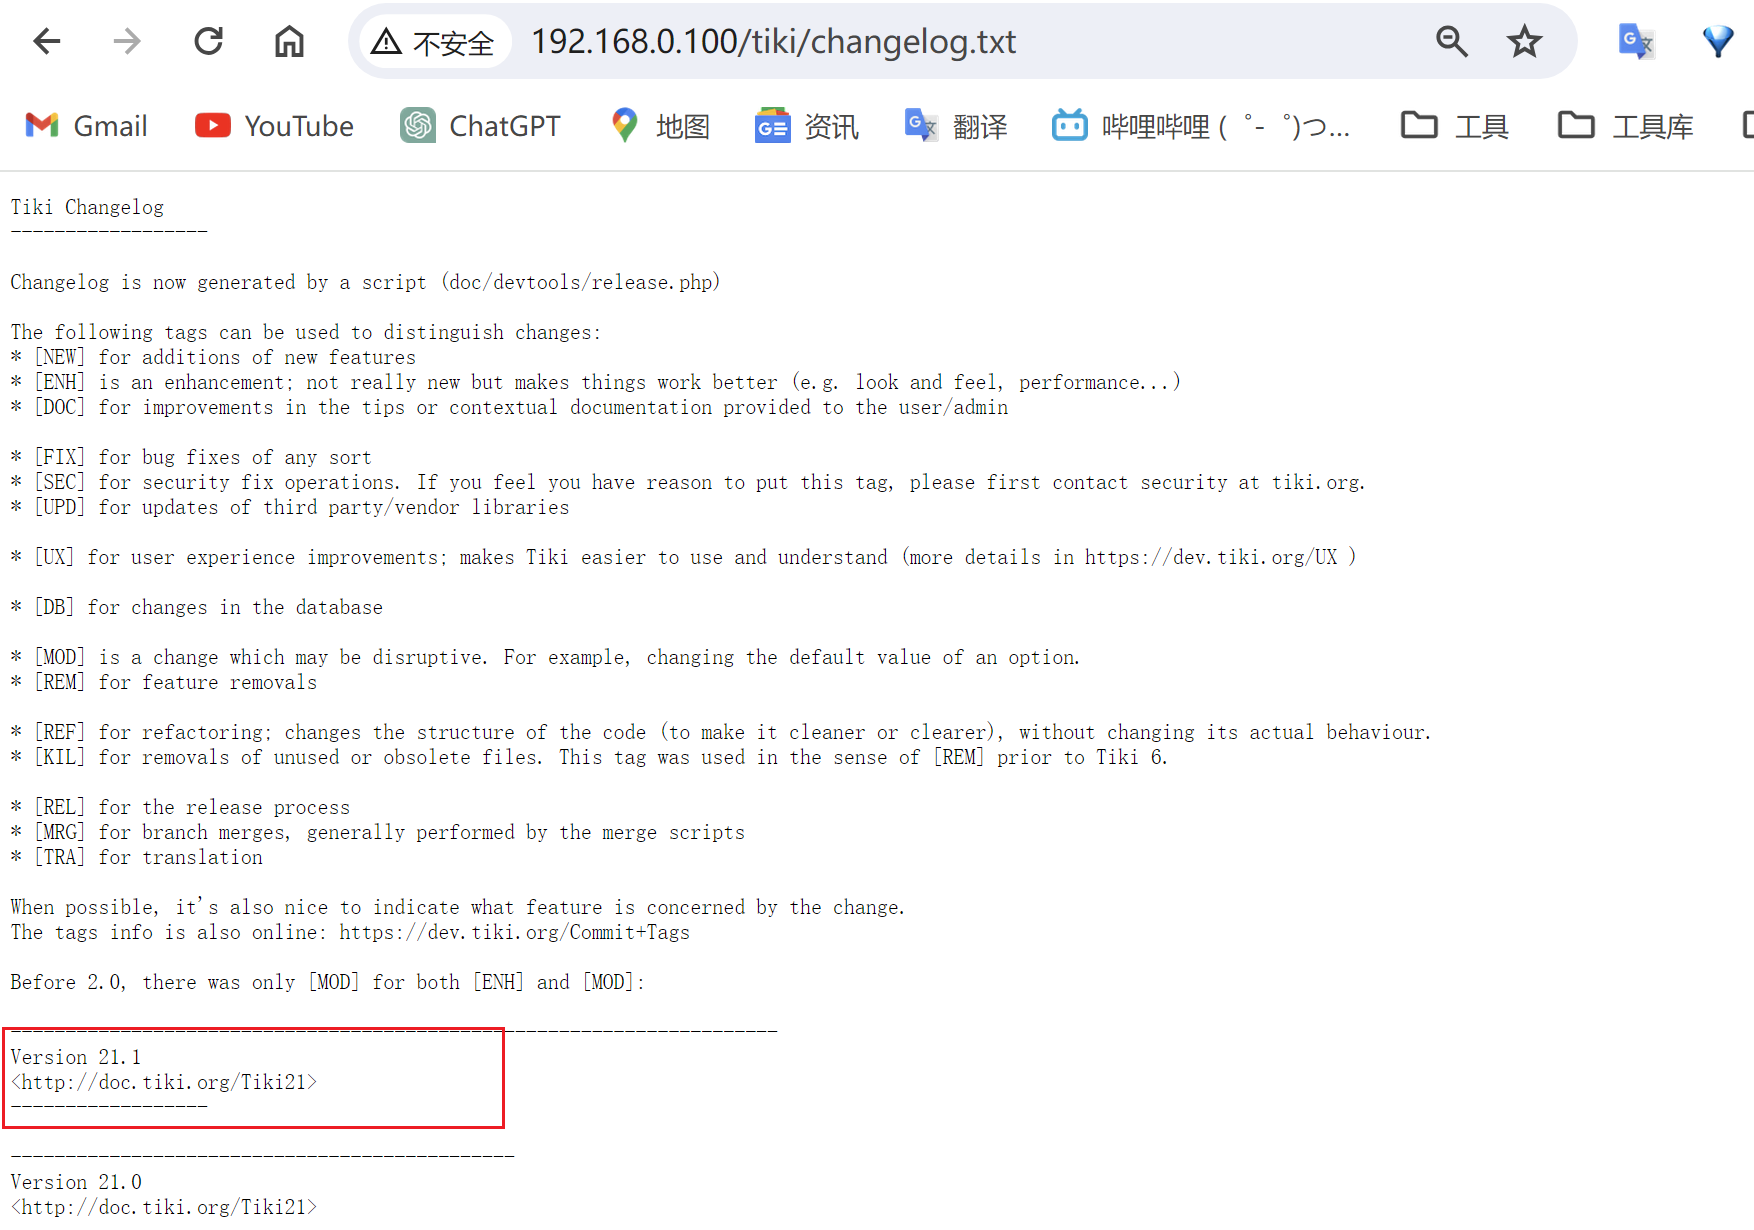 不安全 192.168.0.100/tiki/changelog.txt
Gmail YouTube ChatGPT 地图 资讯 翻译 哔哩哔哩 ( ゜- ゜)つ... 工具 工具库
Tiki Changelog
------------------
Changelog is now generated by a script (doc/devtools/release.php)
The following tags can be used to distinguish changes:
* [NEW] for additions of new features
* [ENH] is an enhancement; not really new but makes things work better (e.g. look and feel, performance...)
* [DOC] for improvements in the tips or contextual documentation provided to the user/admin
* [FIX] for bug fixes of any sort
* [SEC] for security fix operations. If you feel you have reason to put this tag, please first contact security at tiki.org.
* [UPD] for updates of third party/vendor libraries
* [UX] for user experience improvements; makes Tiki easier to use and understand (more details in https://dev.tiki.org/UX )
* [DB] for changes in the database
* [MOD] is a change which may be disruptive. For example, changing the default value of an option.
* [REM] for feature removals
* [REF] for refactoring; changes the structure of the code (to make it cleaner or clearer), without changing its actual behaviour.
* [KIL] for removals of unused or obsolete files. This tag was used in the sense of [REM] prior to Tiki 6.
* [REL] for the release process
* [MRG] for branch merges, generally performed by the merge scripts
* [TRA] for translation
When possible, it's also nice to indicate what feature is concerned by the change.
The tags info is also online: https://dev.tiki.org/Commit+Tags
Before 2.0, there was only [MOD] for both [ENH] and [MOD]:
----------------------------------------------------------------------
Version 21.1
<http://doc.tiki.org/Tiki21>
------------------
----------------------------------------------
Version 21.0
<http://doc.tiki.org/Tiki21>